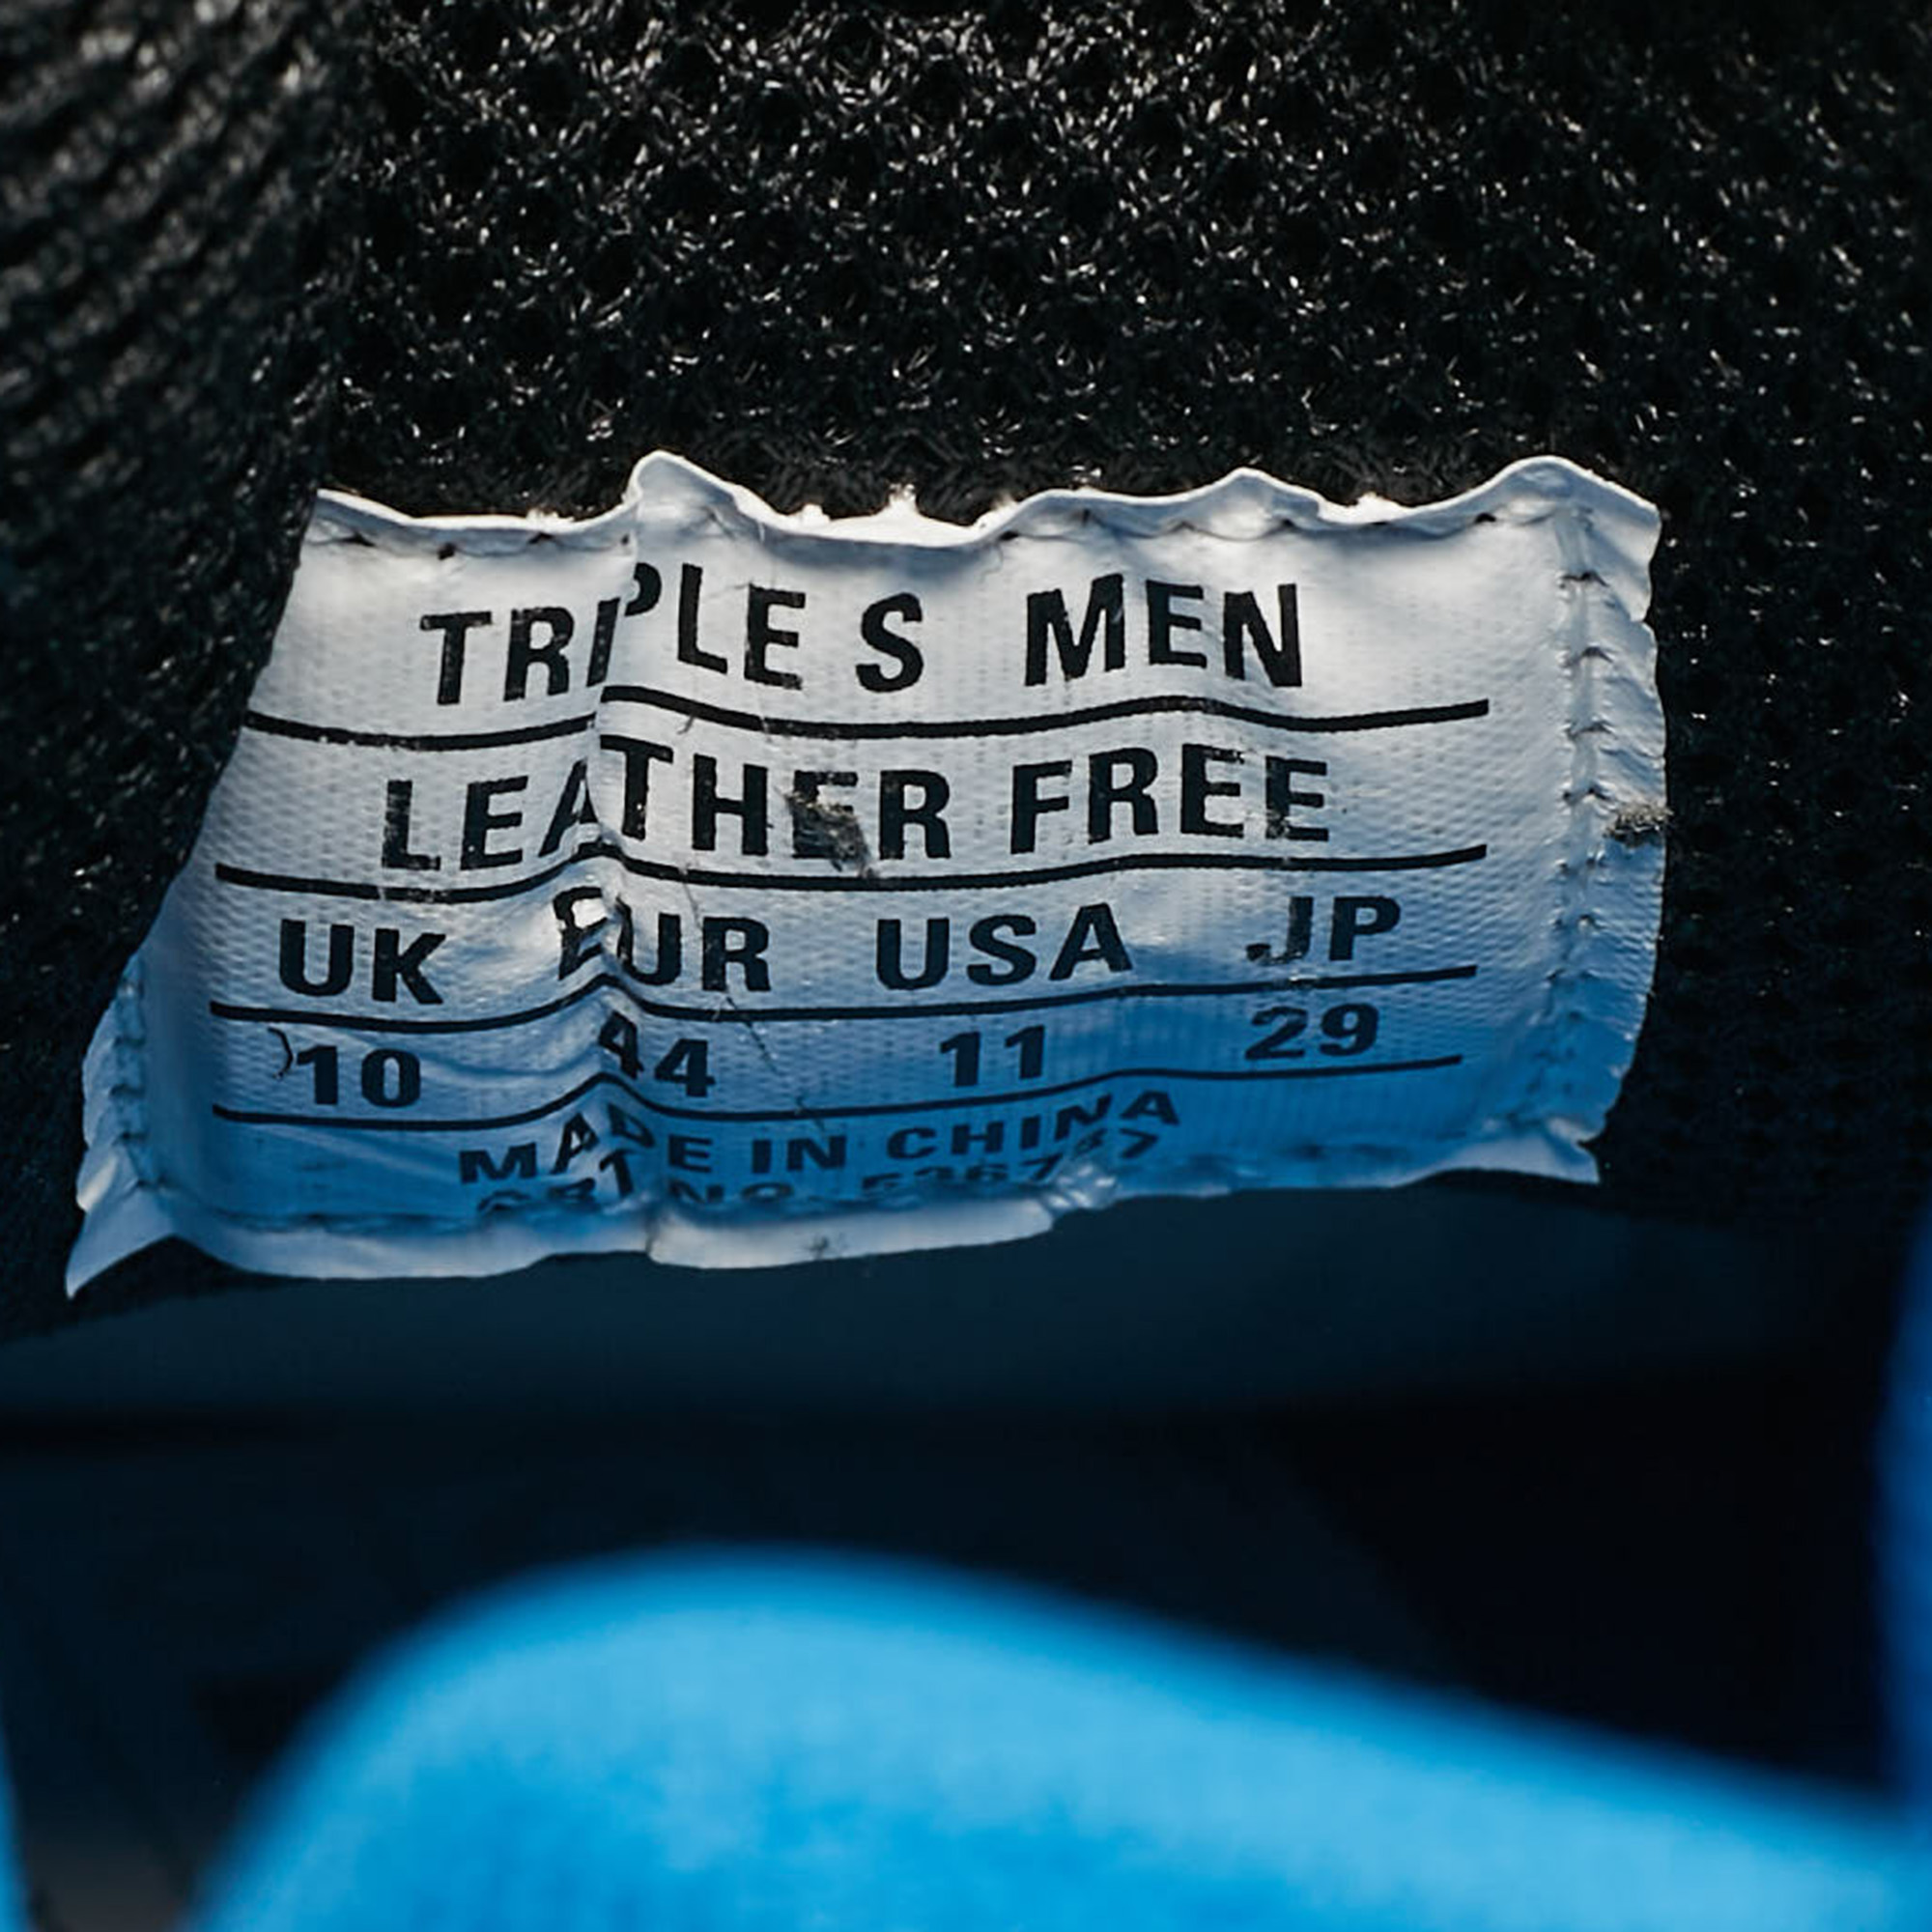 TRIPLE S MEN
LEATHER FREE
UK EUR USA JP
10 44 11 29
MADE IN CHINA